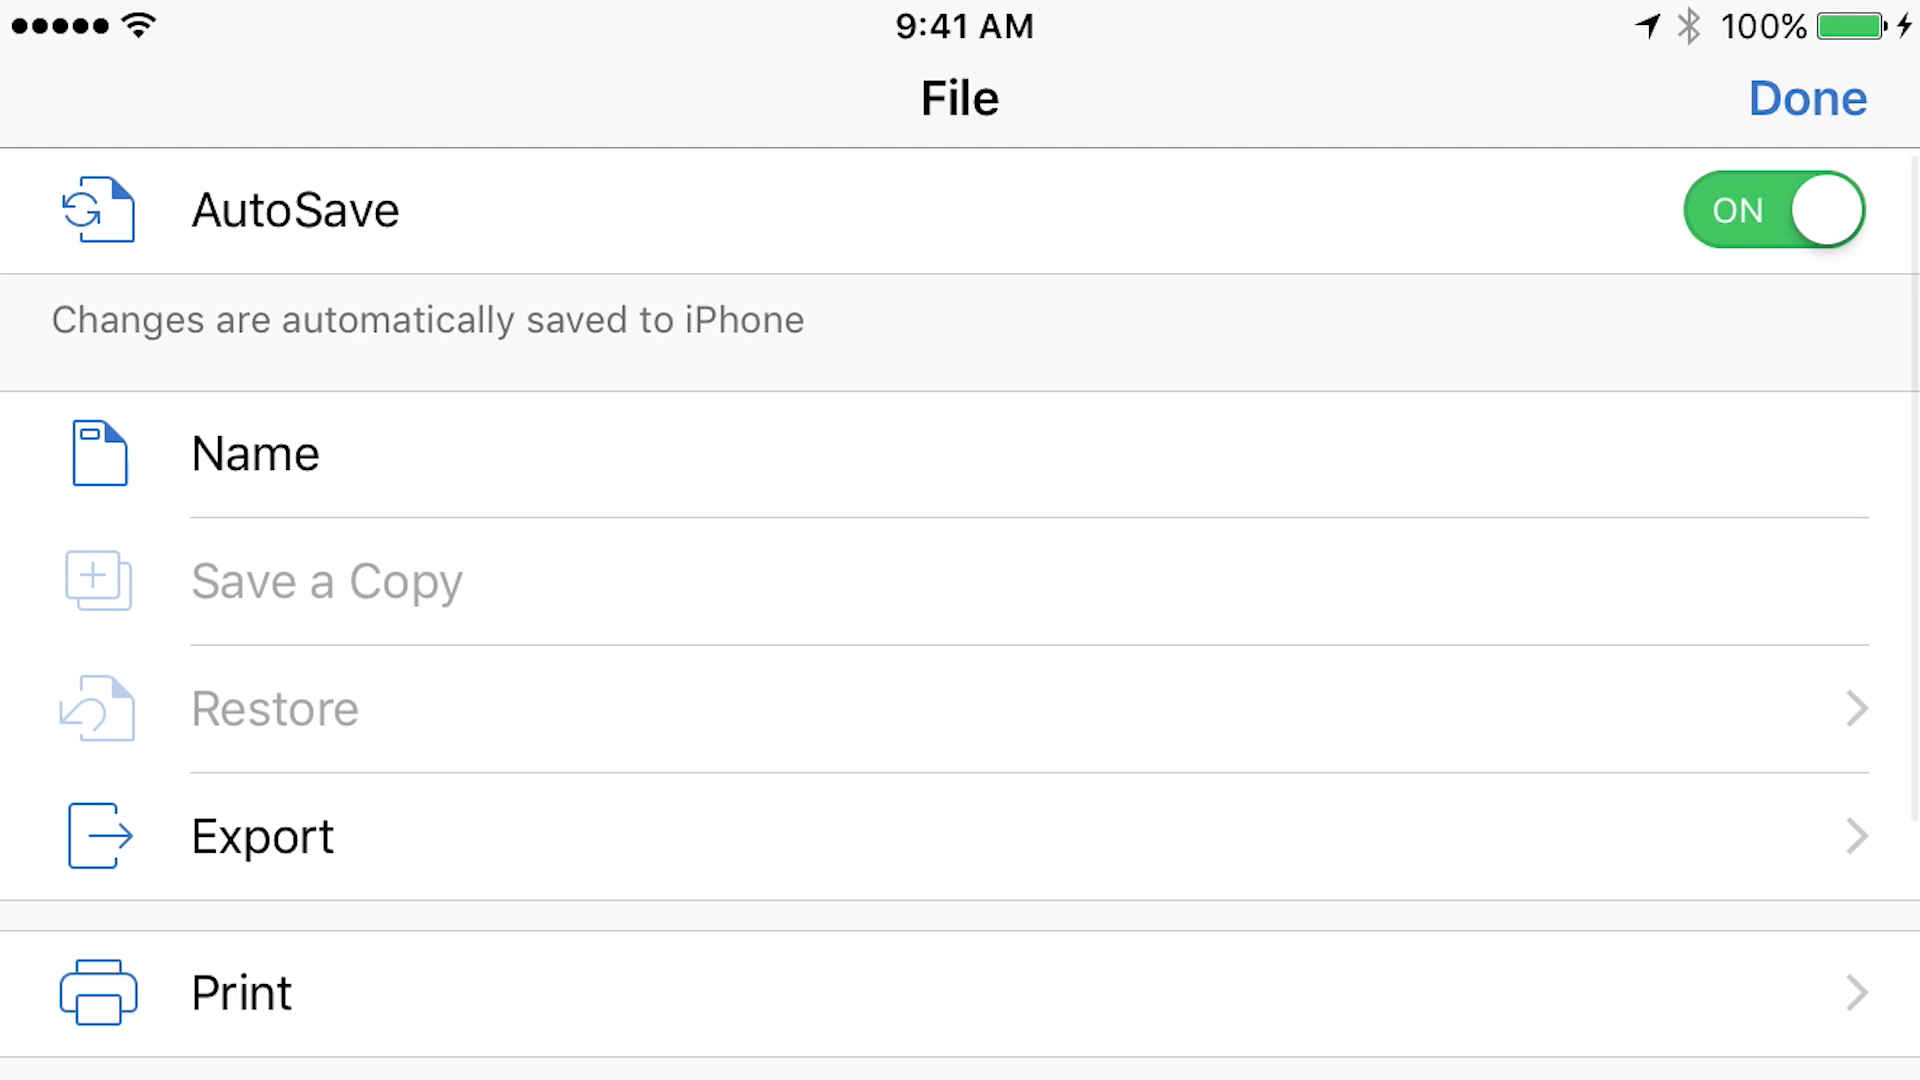 9:41 AM
100%
File
Done
AutoSave
ON
Changes are automatically saved to iPhone
Name
Save a Copy
Restore
Export
Print